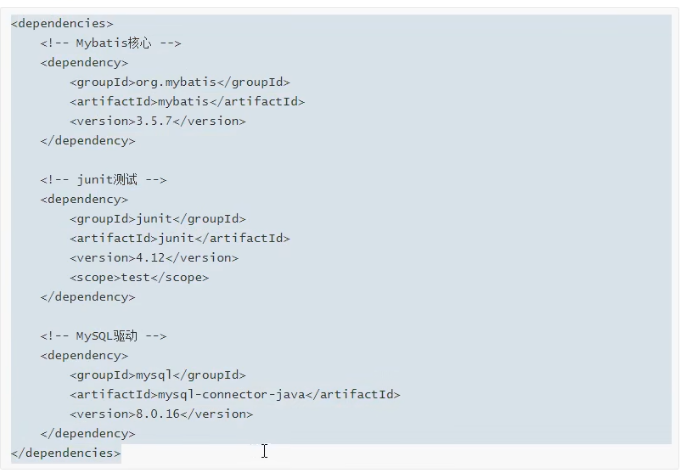 <dependencies>
    <!-- Mybatis核心 -->
    <dependency>
        <groupId>org.mybatis</groupId>
        <artifactId>mybatis</artifactId>
        <version>3.5.7</version>
    </dependency>

    <!-- junit测试 -->
    <dependency>
        <groupId>junit</groupId>
        <artifactId>junit</artifactId>
        <version>4.12</version>
        <scope>test</scope>
    </dependency>

    <!-- MySQL驱动 -->
    <dependency>
        <groupId>mysql</groupId>
        <artifactId>mysql-connector-java</artifactId>
        <version>8.0.16</version>
    </dependency>
</dependencies>